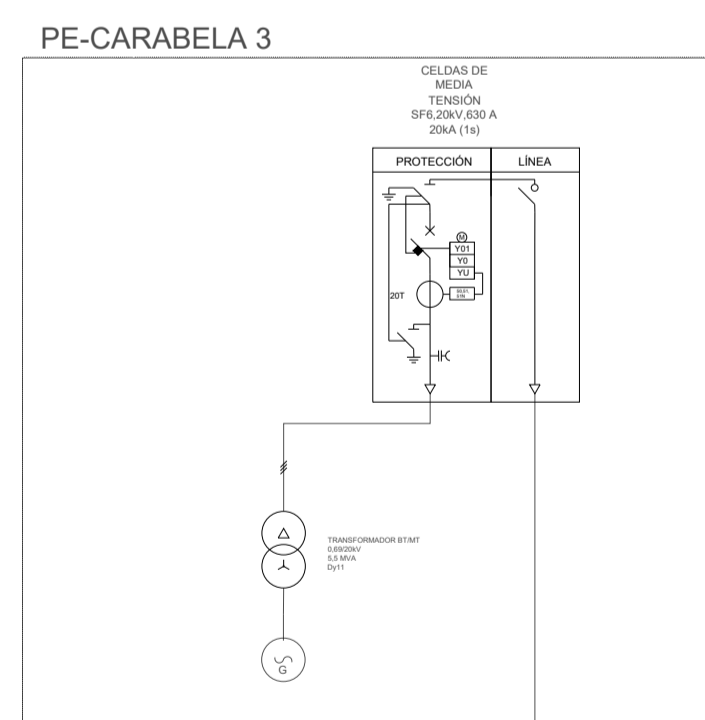 PE-CARABELA 3
CELDAS DE
MEDIA
TENSIÓN
SF6,20kV,630 A
20kA (1s)
PROTECCIÓN
LÍNEA
M
Y01
Y0
YU
20T
TRANSFORMADOR BT/MT
0,69/20kV
5,5 MVA
Dy11
G